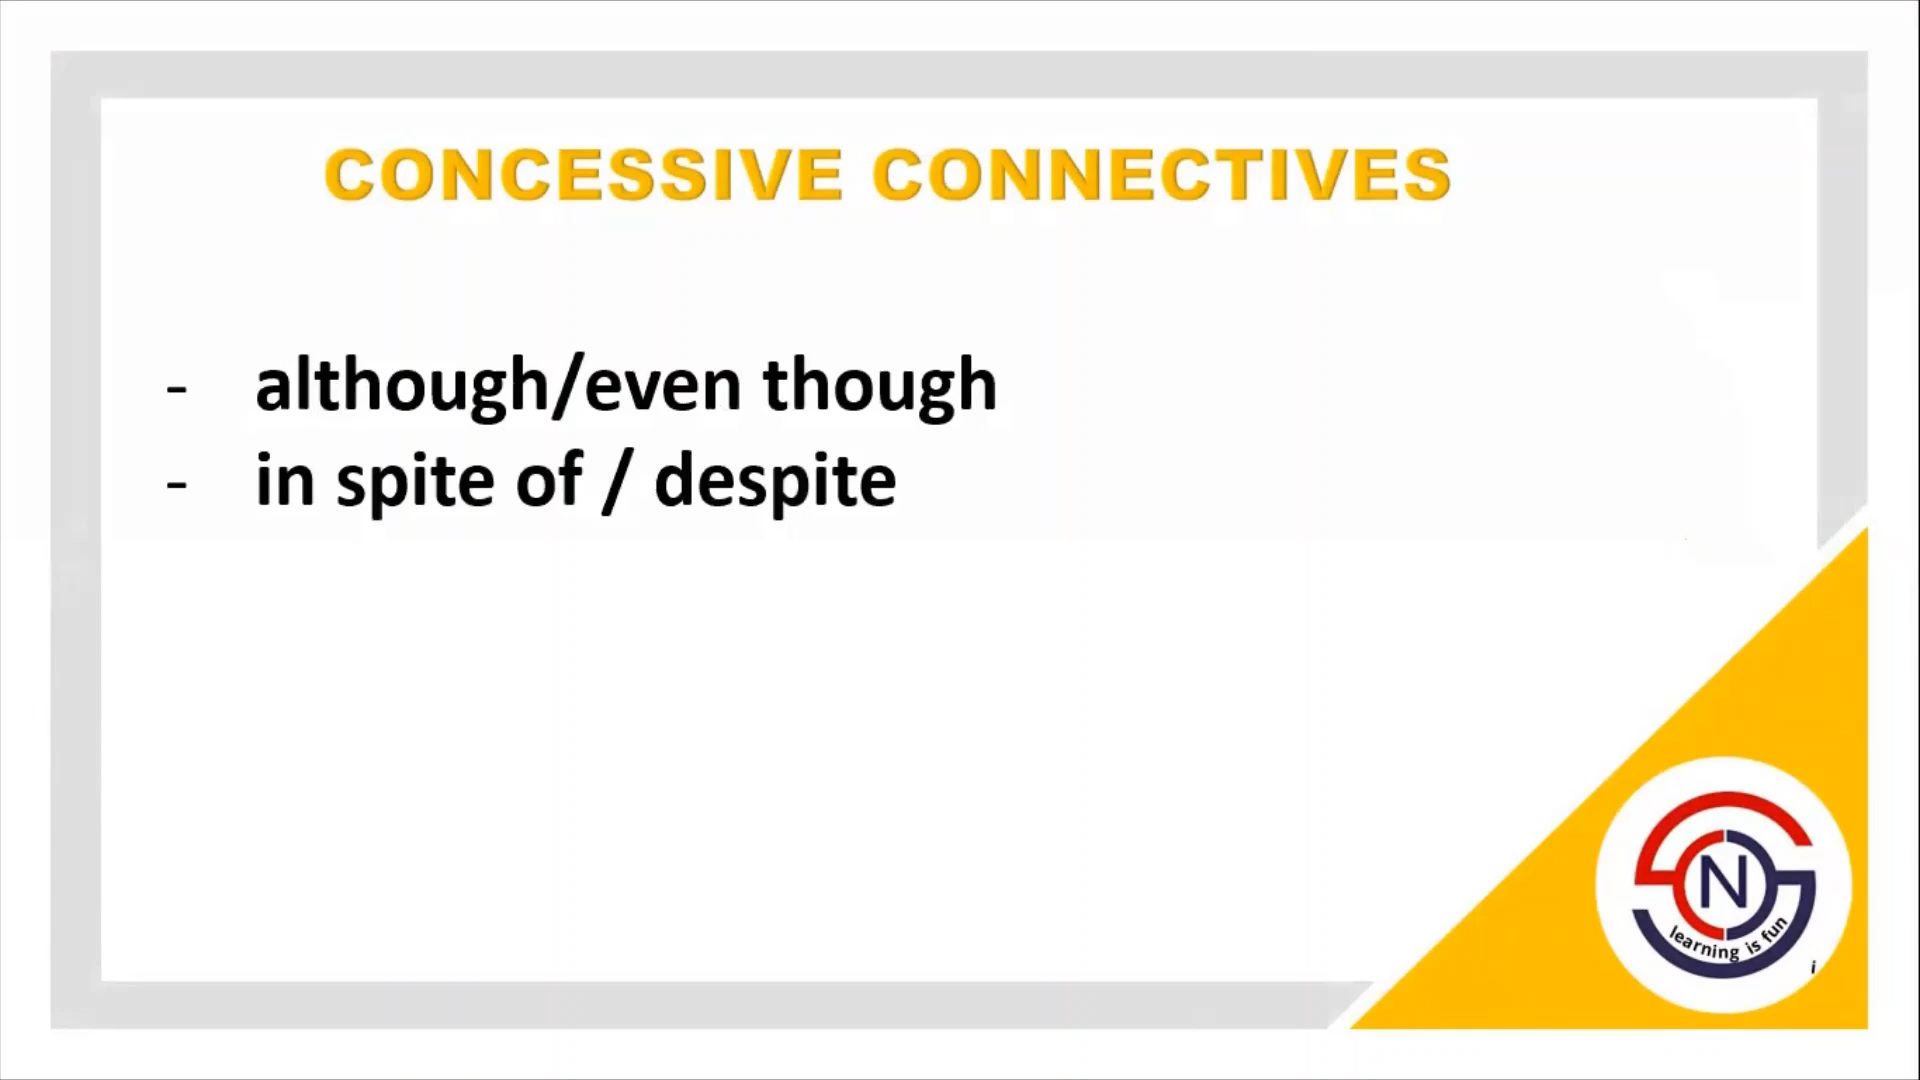 CONCESSIVE CONNECTIVES
- although/even though
- in spite of / despite
N
learning is fun
i